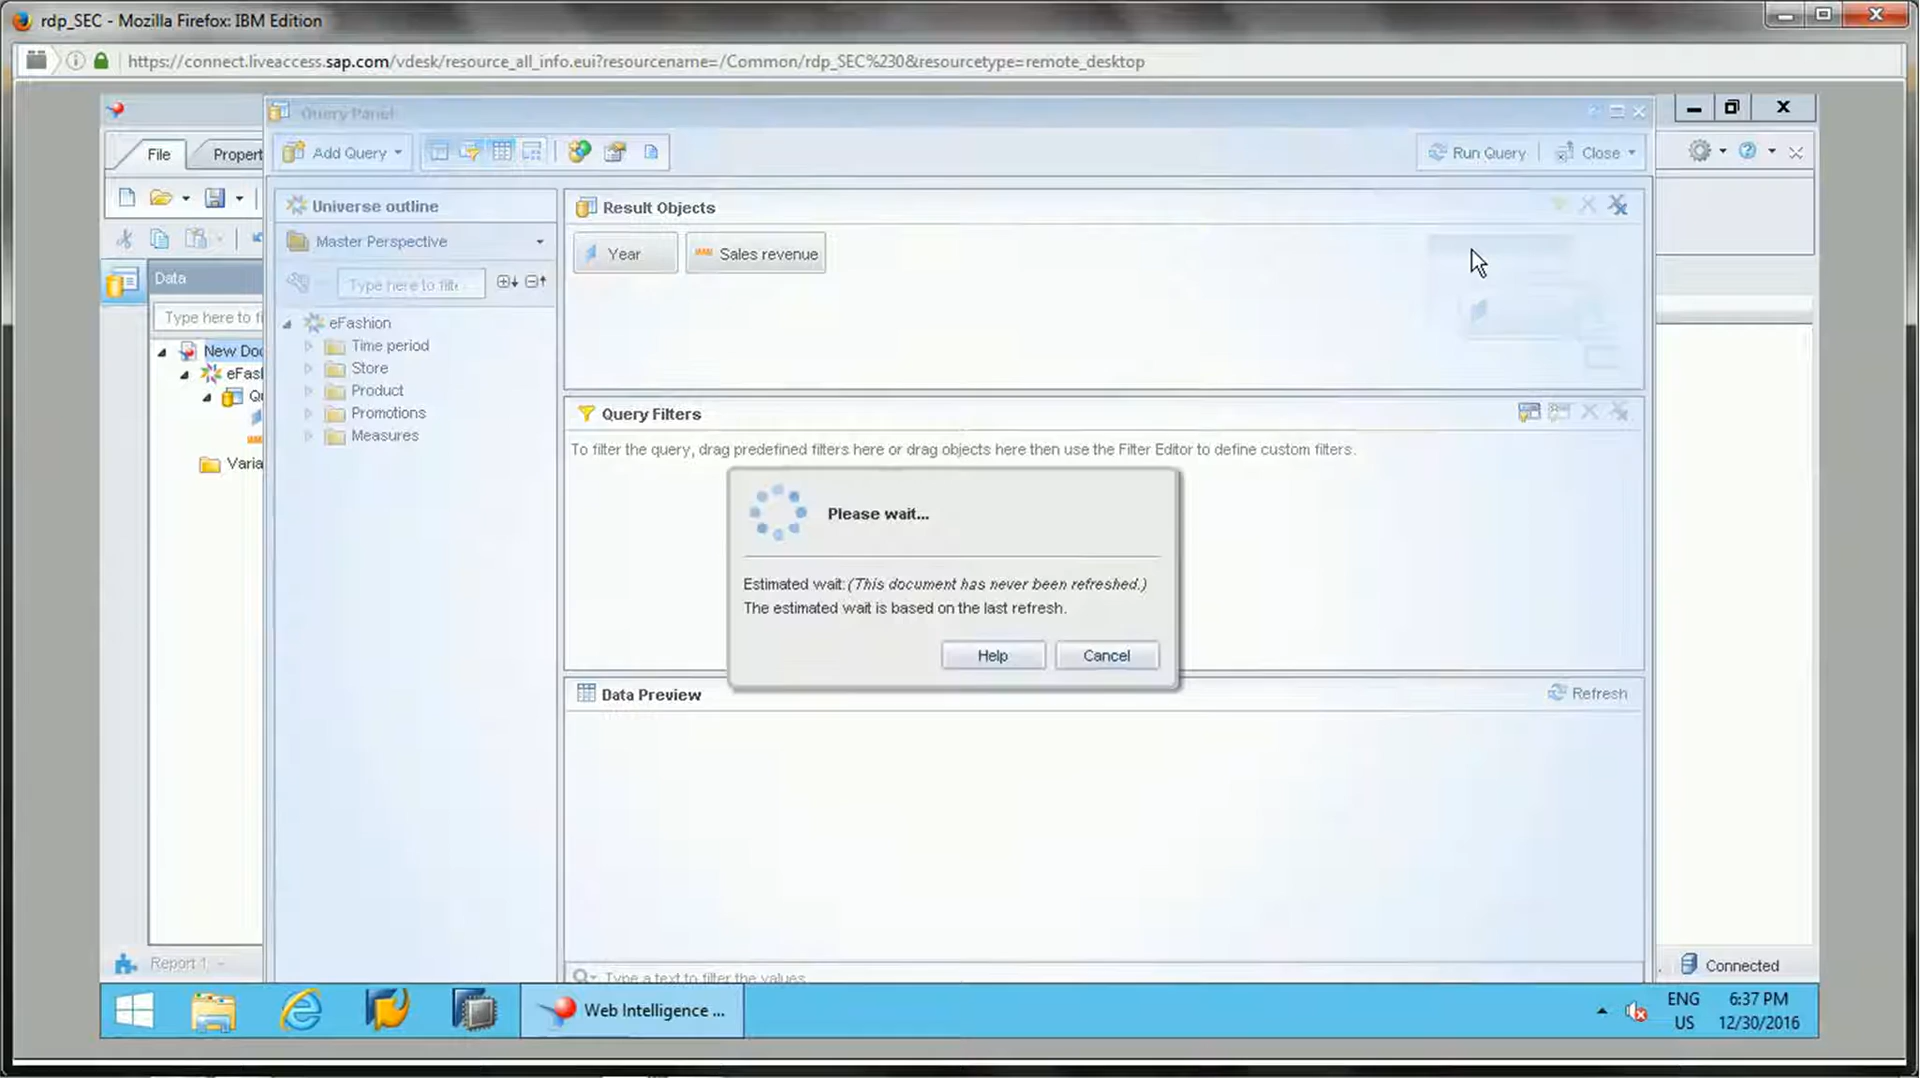 rdp_SEC - Mozilla Firefox: IBM Edition
https://connect.liveaccess.sap.com/vdesk/resource_all_info.eui?resourcename=/Common/rdp_SEC%230&resourcetype=remote_desktop
Query Panel
File
Propert
Add Query
Run Query
Close
Universe outline
Result Objects
Master Perspective
Year
Sales revenue
Data
Type here to filte
Type here to fi
eFashion
Time period
New Doc
Store
eFas
Product
Qu
Promotions
Query Filters
Measures
To filter the query, drag predefined filters here or drag objects here then use the Filter Editor to define custom filters.
Varia
Please wait...
Estimated wait:(This document has never been refreshed.)
The estimated wait is based on the last refresh.
Help
Cancel
Data Preview
Refresh
Report 1
Type a text to filter the values
Connected
Web Intelligence ...
ENG
US
6:37 PM
12/30/2016